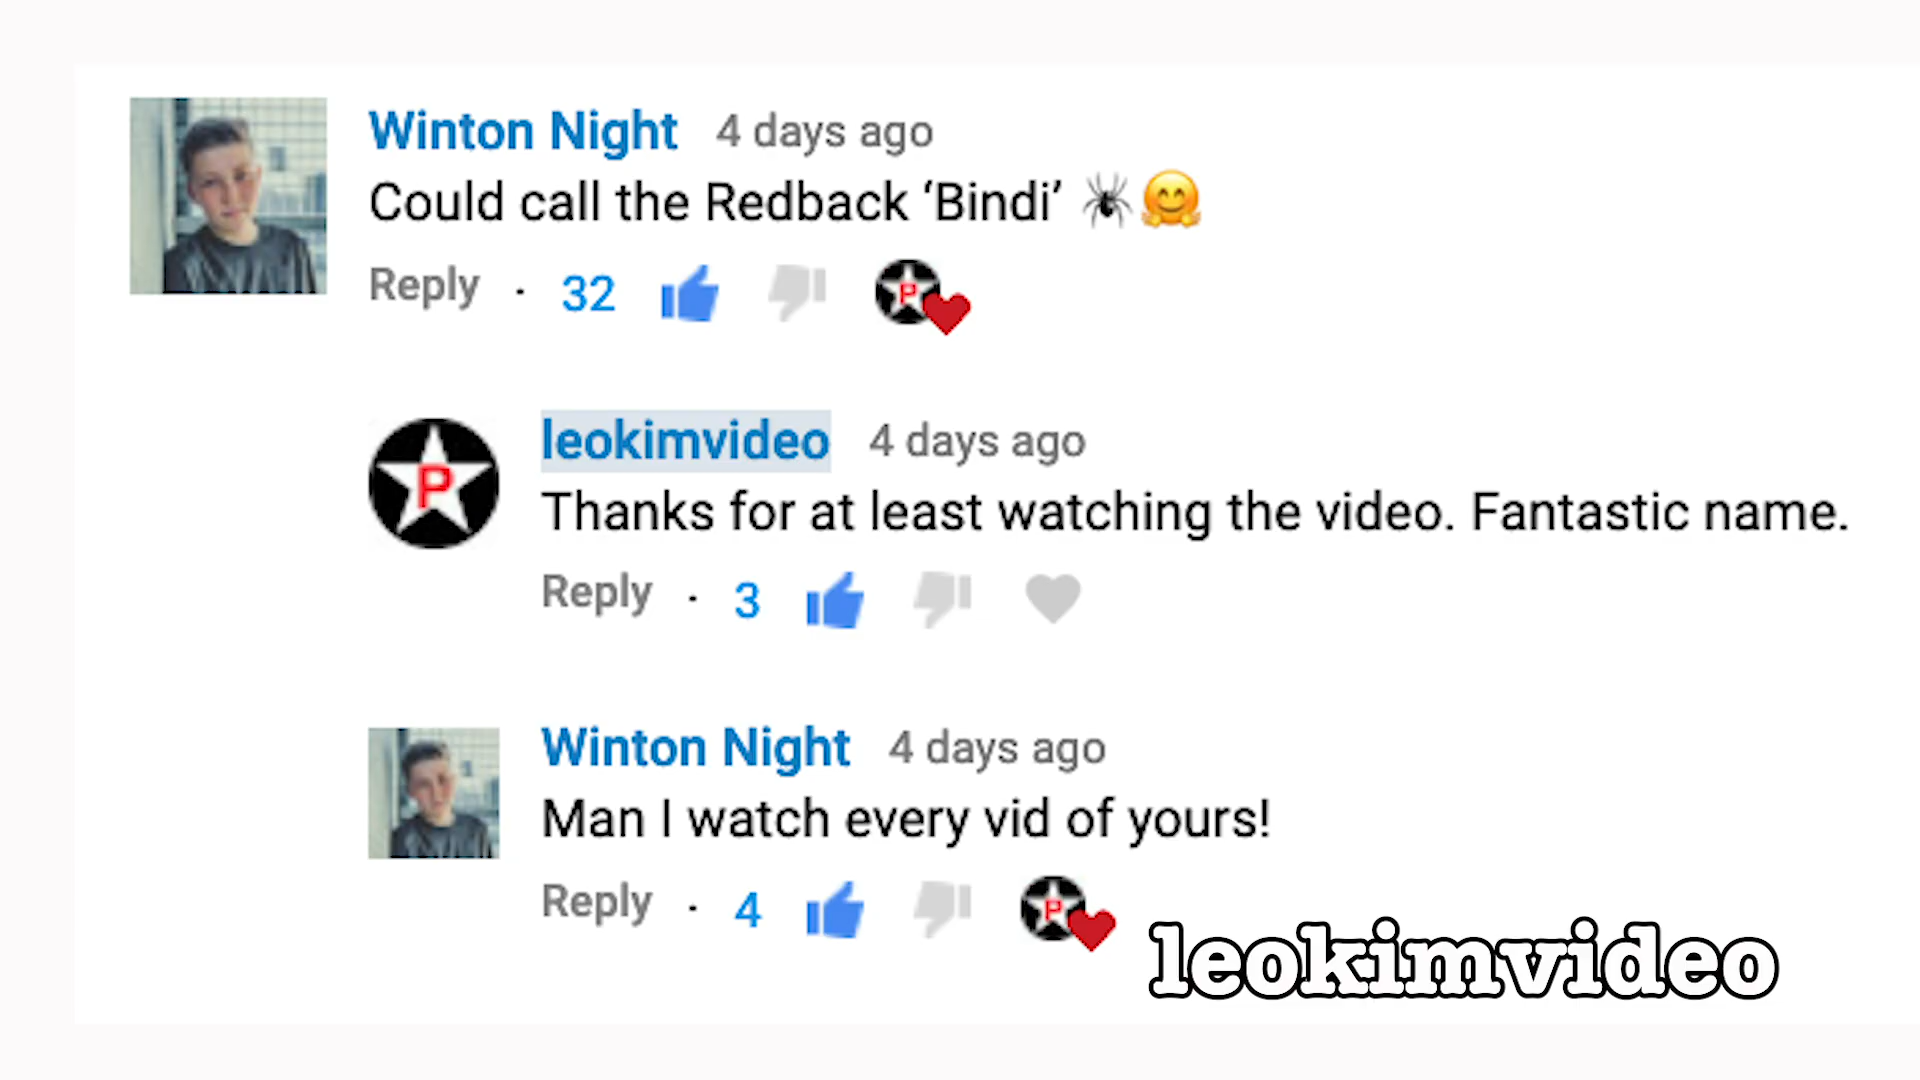 Winton Night 4 days ago
Could call the Redback ‘Bindi’ 🕷🤗
Reply · 32 P
P leokimvideo 4 days ago
Thanks for at least watching the video. Fantastic name.
Reply · 3
Winton Night 4 days ago
Man I watch every vid of yours!
Reply · 4 P
leokimvideo